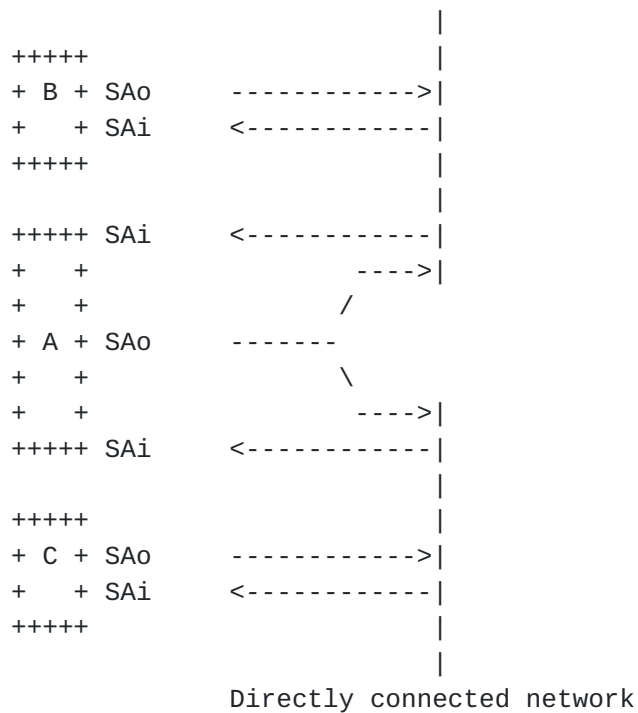 |
+++++ |
+ B + SAo ------------>|
+ + SAi <------------|
+++++ |
|
+++++ SAi <------------|
+ + ---->|
+ + /
+ A + SAo -------
+ + \
+ + ---->|
+++++ SAi <------------|
|
+++++ |
+ C + SAo ------------>|
+ + SAi <------------|
+++++ |
|
Directly connected network